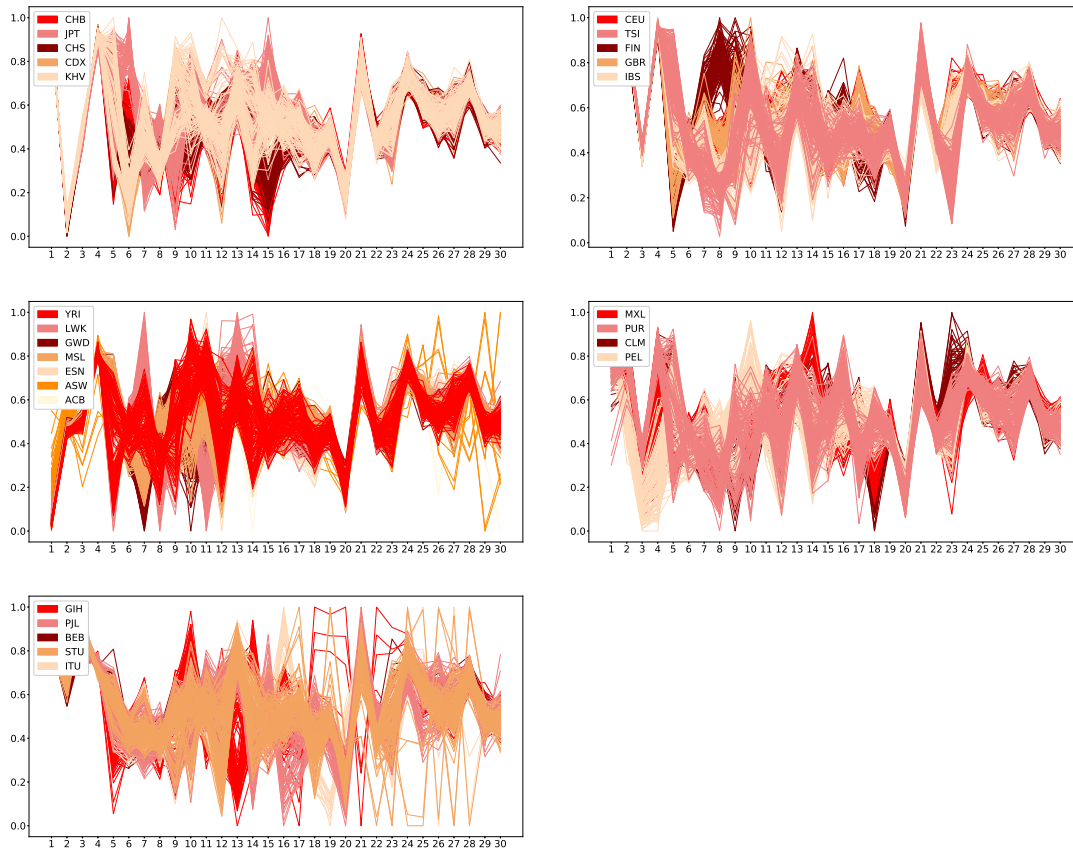 1.0
0.8
0.6
0.4
0.2
0.0
CHB
JPT
CHS
CDX
KHV
1 2 3 4 5 6 7 8 9 10 11 12 13 14 15 16 17 18 19 20 21 22 23 24 25 26 27 28 29 30
1.0
0.8
0.6
0.4
0.2
0.0
CEU
TSI
FIN
GBR
IBS
1 2 3 4 5 6 7 8 9 10 11 12 13 14 15 16 17 18 19 20 21 22 23 24 25 26 27 28 29 30
1.0
0.8
0.6
0.4
0.2
0.0
YRI
LWK
GWD
MSL
ESN
ASW
ACB
1 2 3 4 5 6 7 8 9 10 11 12 13 14 15 16 17 18 19 20 21 22 23 24 25 26 27 28 29 30
1.0
0.8
0.6
0.4
0.2
0.0
MXL
PUR
CLM
PEL
1 2 3 4 5 6 7 8 9 10 11 12 13 14 15 16 17 18 19 20 21 22 23 24 25 26 27 28 29 30
1.0
0.8
0.6
0.4
0.2
0.0
GIH
PJL
BEB
STU
ITU
1 2 3 4 5 6 7 8 9 10 11 12 13 14 15 16 17 18 19 20 21 22 23 24 25 26 27 28 29 30